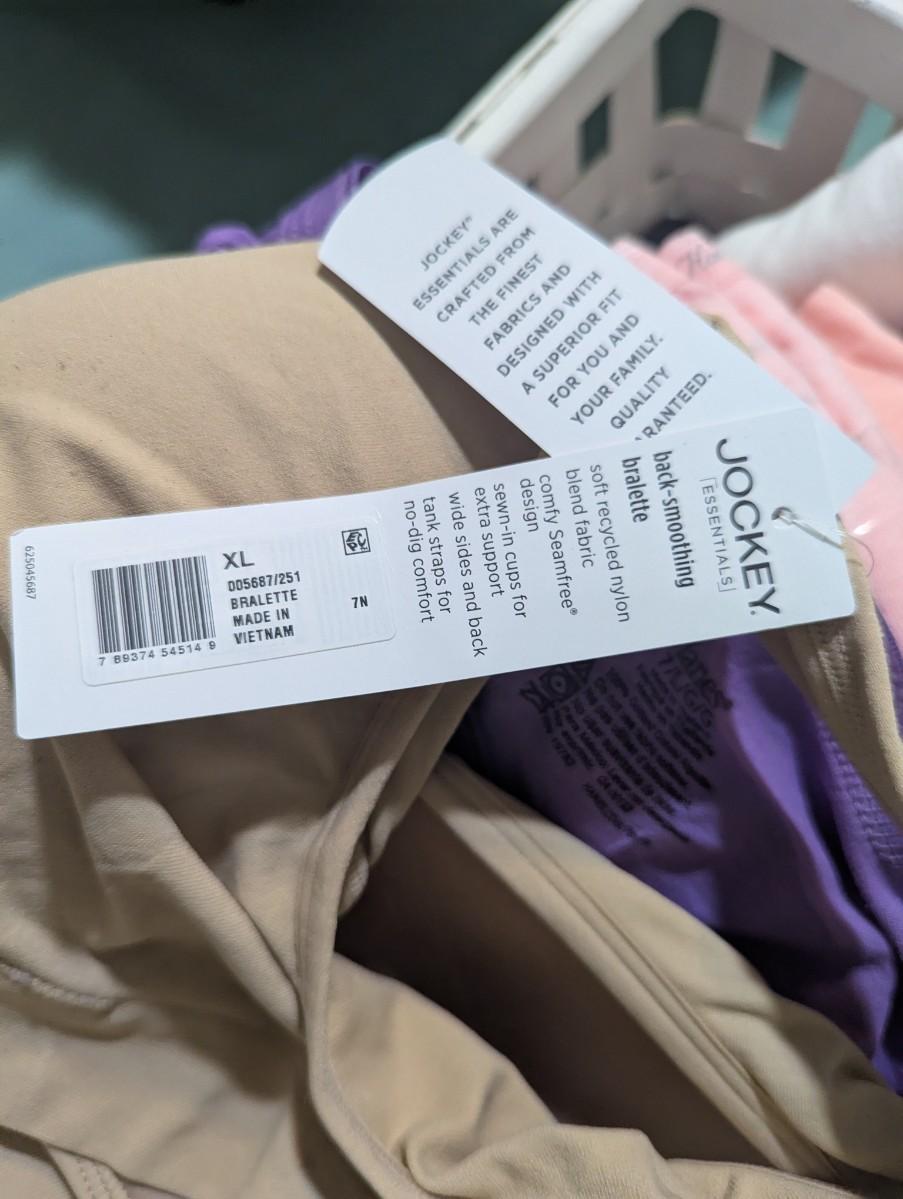 JOCKEY®
ESSENTIALS ARE
CRAFTED FROM
THE FINEST
FABRICS AND
DESIGNED WITH
A SUPERIOR FIT
FOR YOU AND
YOUR FAMILY.
QUALITY
RANTEED.
JOCKEY.
ESSENTIALS
back-smoothing
bralette
soft recycled nylon
blend fabric
comfy Seamfree®
design
sewn-in cups for
extra support
wide sides and back
tank straps for
no-dig comfort
XL
005687/251
BRALETTE
MADE IN
VIETNAM
7N
7 89374 54514 9
625045687